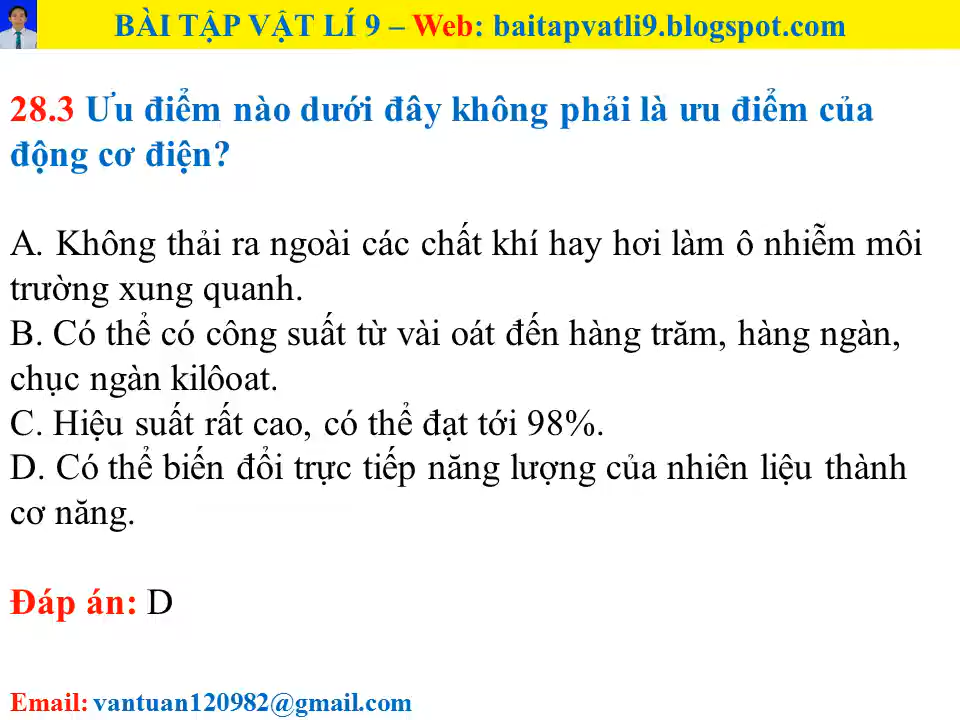 BÀI TẬP VẬT LÍ 9 – Web: baitapvatli9.blogspot.com
28.3 Ưu điểm nào dưới đây không phải là ưu điểm của
động cơ điện?
A. Không thải ra ngoài các chất khí hay hơi làm ô nhiễm môi
trường xung quanh.
B. Có thể có công suất từ vài oát đến hàng trăm, hàng ngàn,
chục ngàn kilôoat.
C. Hiệu suất rất cao, có thể đạt tới 98%.
D. Có thể biến đổi trực tiếp năng lượng của nhiên liệu thành
cơ năng.
Đáp án: D
Email: vantuan120982@gmail.com